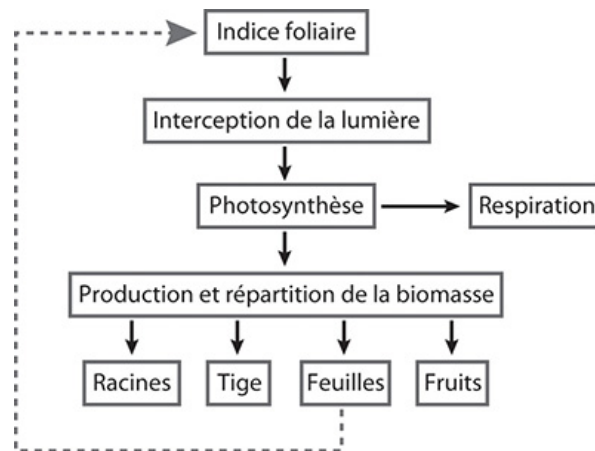 Indice foliaire
Interception de la lumière
Photosynthèse
Respiration
Production et répartition de la biomasse
Racines
Tige
Feuilles
Fruits